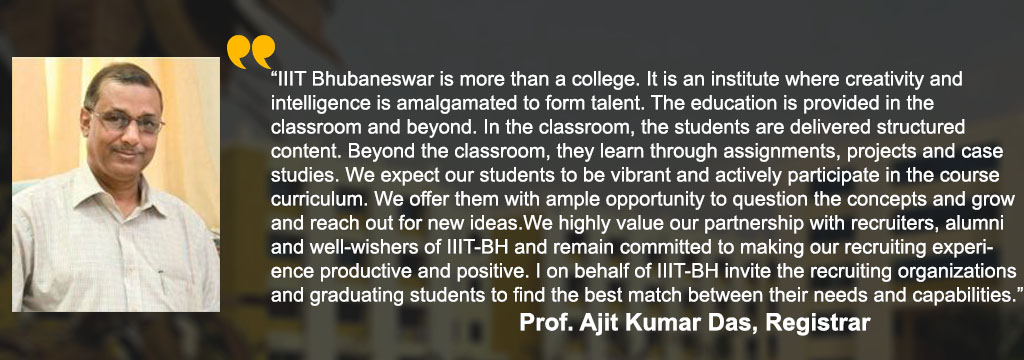 “IIIT Bhubaneswar is more than a college. It is an institute where creativity and
intelligence is amalgamated to form talent. The education is provided in the
classroom and beyond. In the classroom, the students are delivered structured
content. Beyond the classroom, they learn through assignments, projects and case
studies. We expect our students to be vibrant and actively participate in the course
curriculum. We offer them with ample opportunity to question the concepts and grow
and reach out for new ideas.We highly value our partnership with recruiters, alumni
and well-wishers of IIIT-BH and remain committed to making our recruiting experi-
ence productive and positive. I on behalf of IIIT-BH invite the recruiting organizations
and graduating students to find the best match between their needs and capabilities.”
Prof. Ajit Kumar Das, Registrar